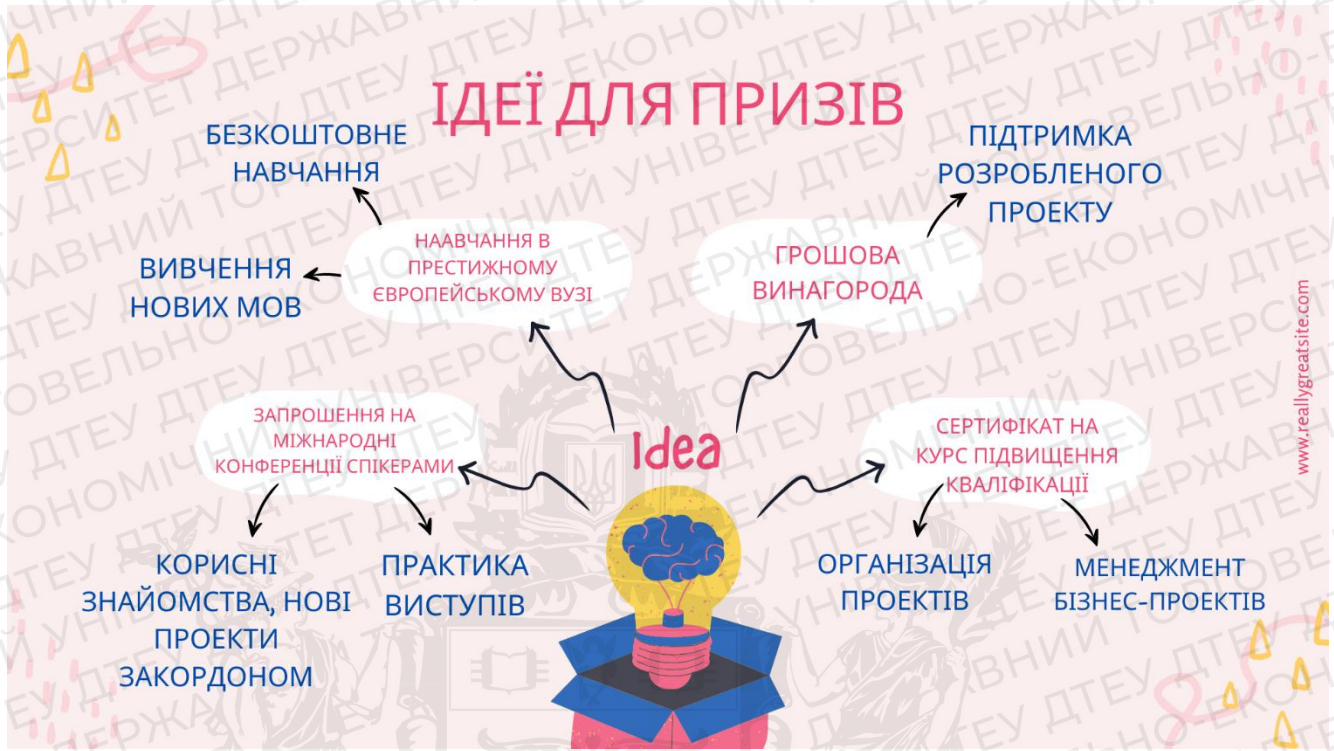 ІДЕЇ ДЛЯ ПРИЗІВ
БЕЗКОШТОВНЕ
НАВЧАННЯ
ВИВЧЕННЯ
НОВИХ МОВ
НААВЧАННЯ В
ПРЕСТИЖНОМУ
ЄВРОПЕЙСЬКОМУ ВУЗІ
ГРОШОВА
ВИНАГОРОДА
ПІДТРИМКА
РОЗРОБЛЕНОГО
ПРОЕКТУ
ЗАПРОШЕННЯ НА
МІЖНАРОДНІ
КОНФЕРЕНЦІЇ СПІКЕРАМИ
КОРИСНІ
ЗНАЙОМСТВА, НОВІ
ПРОЕКТИ
ЗАКОРДОНОМ
ПРАКТИКА
ВИСТУПІВ
Idea
СЕРТИФІКАТ НА
КУРС ПІДВИЩЕННЯ
КВАЛІФІКАЦІЇ
ОРГАНІЗАЦІЯ
ПРОЕКТІВ
МЕНЕДЖМЕНТ
БІЗНЕС-ПРОЕКТІВ
www.reallygreatsite.com